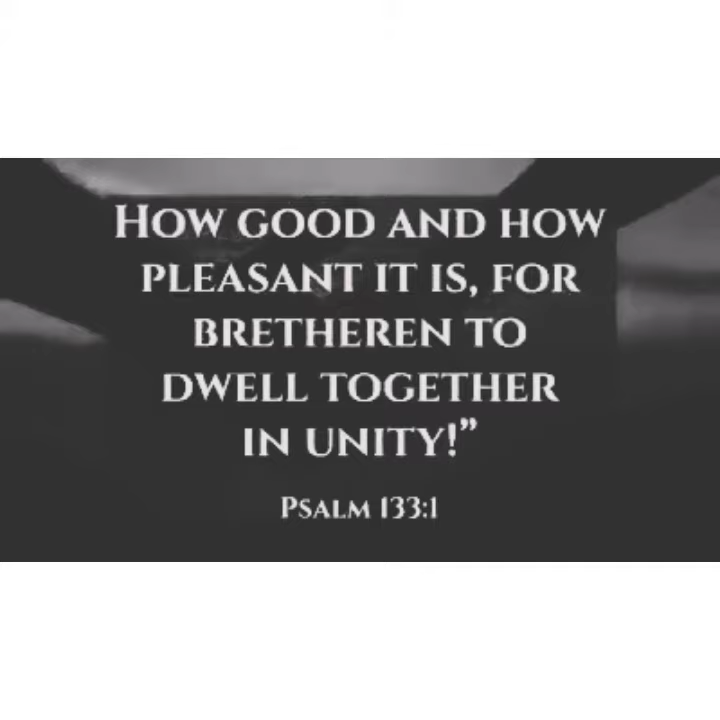 How good and how
pleasant it is, for
bretheren to
dwell together
in unity!”
Psalm 133:1